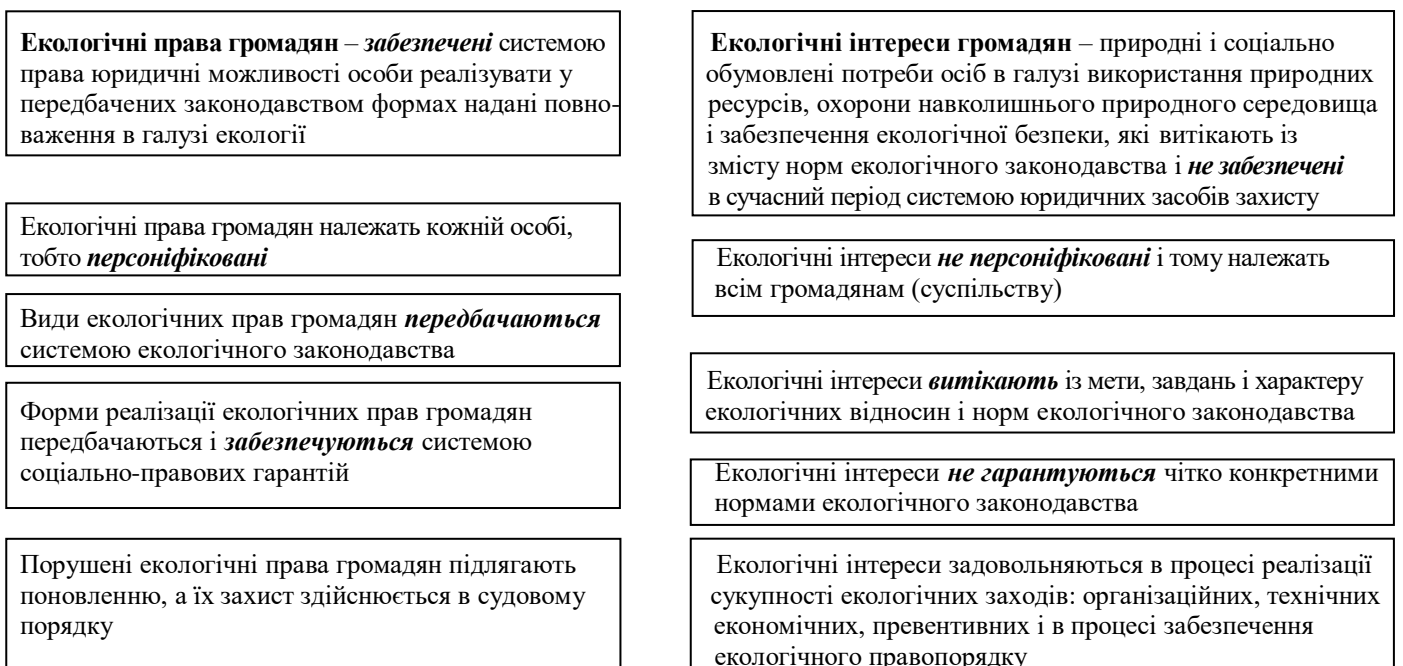 Екологічні права громадян – забезпечені системою
права юридичні можливості особи реалізувати у
передбачених законодавством формах надані повно-
важення в галузі екології
Екологічні права громадян належать кожній особі,
тобто персоніфіковані
Види екологічних прав громадян передбачаються
системою екологічного законодавства
Форми реалізації екологічних прав громадян
передбачаються і забезпечуються системою
соціально-правових гарантій
Порушені екологічні права громадян підлягають
поновленню, а їх захист здійснюється в судовому
порядку
Екологічні інтереси громадян – природні і соціально
обумовлені потреби осіб в галузі використання природних
ресурсів, охорони навколишнього природного середовища
і забезпечення екологічної безпеки, які витікають із
змісту норм екологічного законодавства і не забезпечені
в сучасний період системою юридичних засобів захисту
Екологічні інтереси не персоніфіковані і тому належать
всім громадянам (суспільству)
Екологічні інтереси витікають із мети, завдань і характеру
екологічних відносин і норм екологічного законодавства
Екологічні інтереси не гарантуються чітко конкретними
нормами екологічного законодавства
Екологічні інтереси задовольняються в процесі реалізації
сукупності екологічних заходів: організаційних, технічних
економічних, превентивних і в процесі забезпечення
екологічного правопорядку